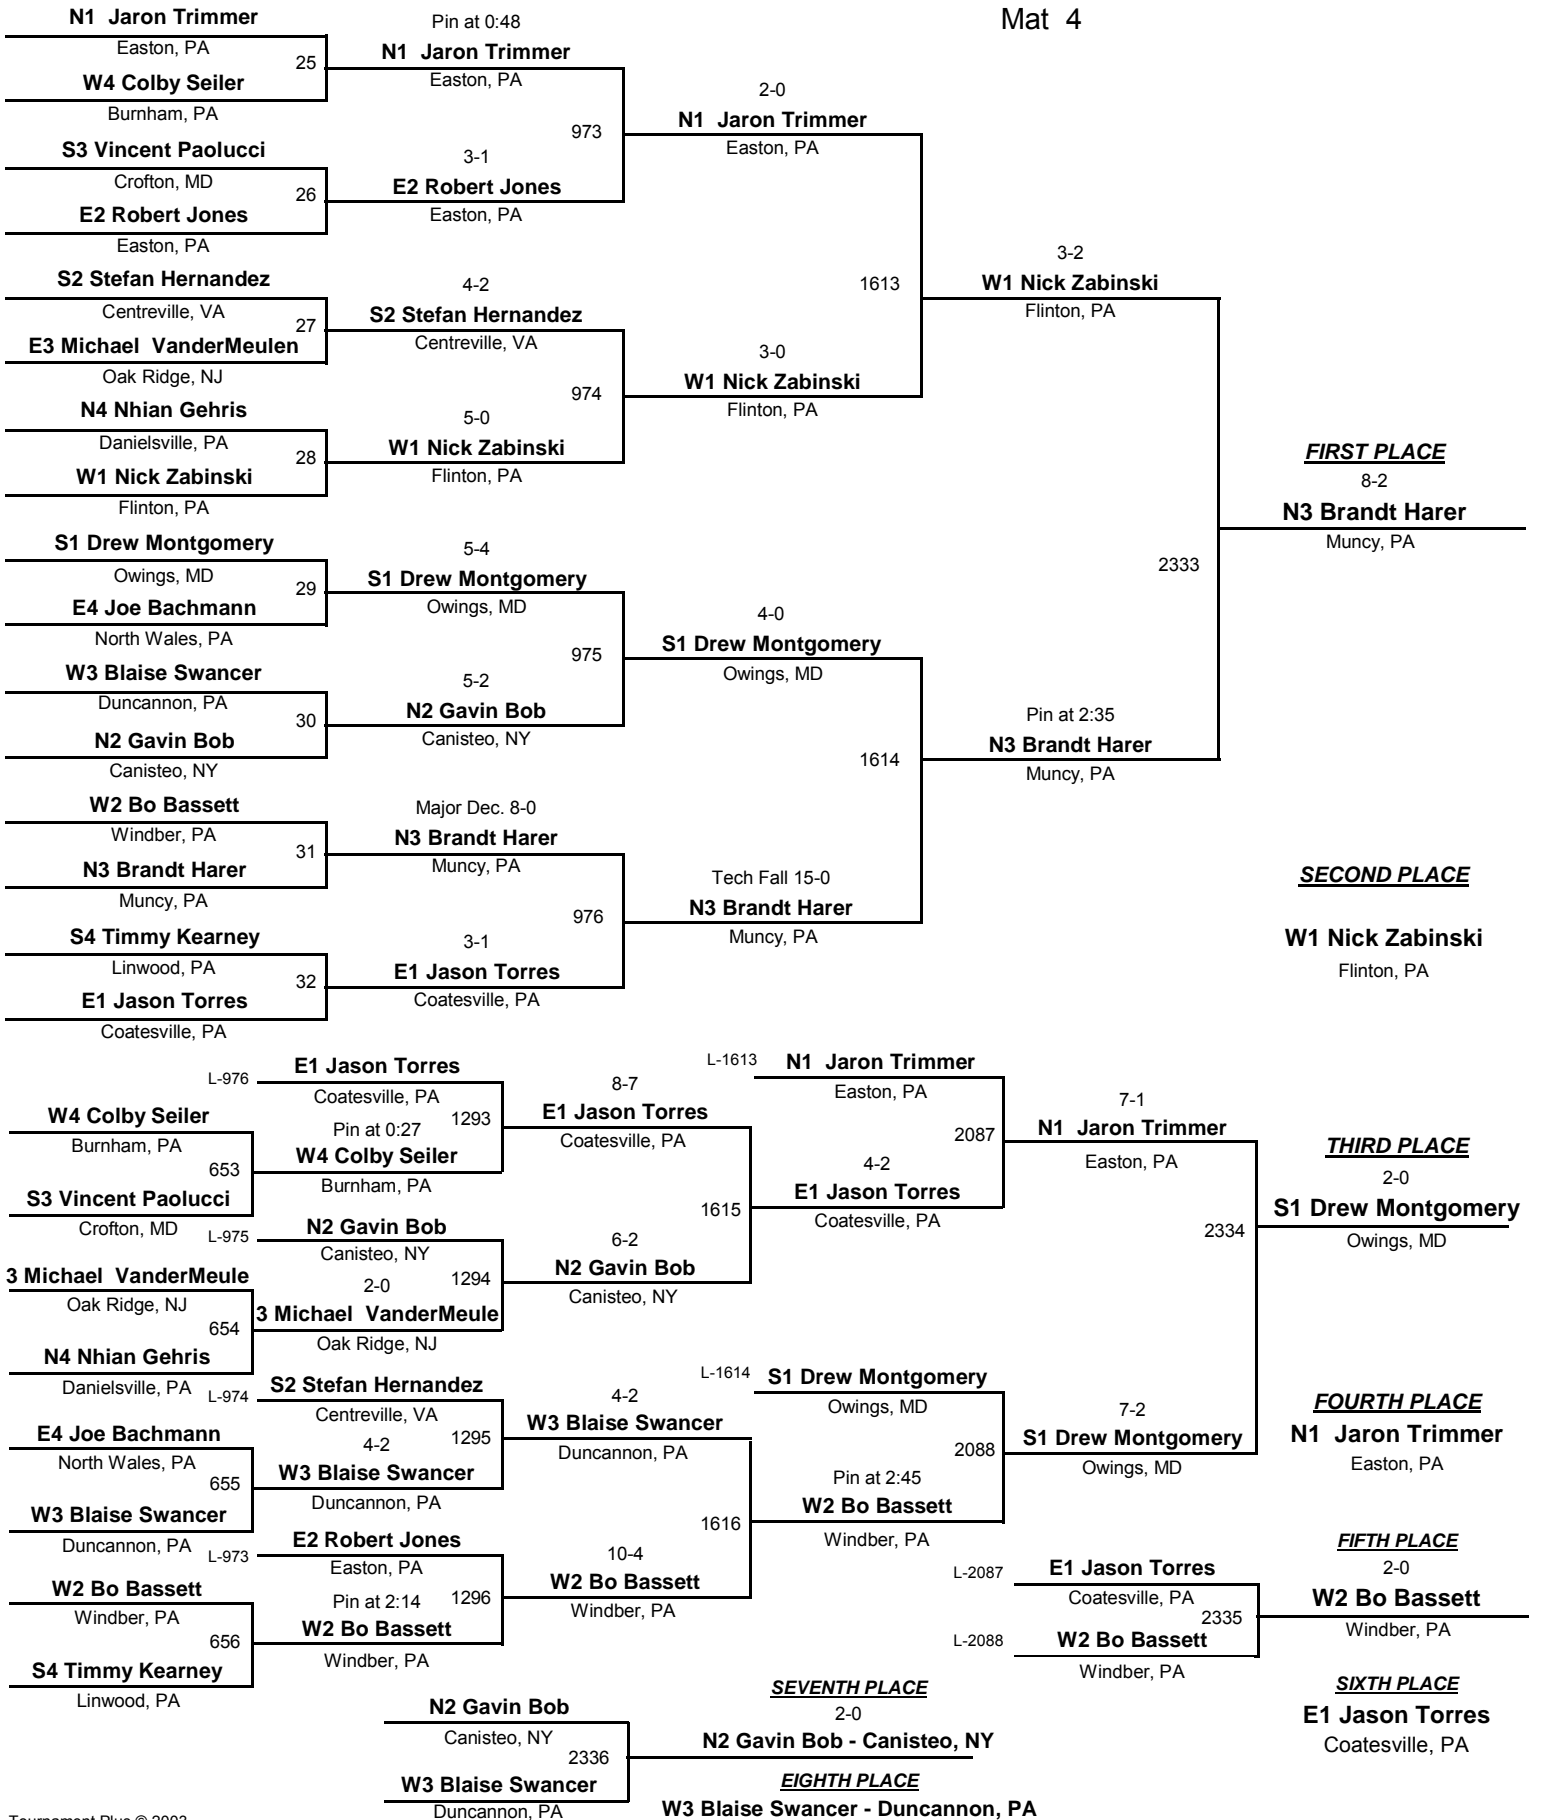 Mat 4
N1 Jaron Trimmer
Easton, PA
25
W4 Colby Seiler
Burnham, PA
S3 Vincent Paolucci
Crofton, MD
26
E2 Robert Jones
Easton, PA
S2 Stefan Hernandez
Centreville, VA
27
E3 Michael VanderMeulen
Oak Ridge, NJ
N4 Nhian Gehris
Danielsville, PA
28
W1 Nick Zabinski
Flinton, PA
S1 Drew Montgomery
Owings, MD
29
E4 Joe Bachmann
North Wales, PA
W3 Blaise Swancer
Duncannon, PA
30
N2 Gavin Bob
Canisteo, NY
W2 Bo Bassett
Windber, PA
31
N3 Brandt Harer
Muncy, PA
S4 Timmy Kearney
Linwood, PA
32
E1 Jason Torres
Coatesville, PA
Pin at 0:48
N1 Jaron Trimmer
Easton, PA
973
3-1
E2 Robert Jones
Easton, PA
4-2
S2 Stefan Hernandez
Centreville, VA
974
5-0
W1 Nick Zabinski
Flinton, PA
5-4
S1 Drew Montgomery
Owings, MD
975
5-2
N2 Gavin Bob
Canisteo, NY
Major Dec. 8-0
N3 Brandt Harer
Muncy, PA
976
3-1
E1 Jason Torres
Coatesville, PA
2-0
N1 Jaron Trimmer
Easton, PA
1613
3-0
W1 Nick Zabinski
Flinton, PA
4-0
S1 Drew Montgomery
Owings, MD
1614
Tech Fall 15-0
N3 Brandt Harer
Muncy, PA
3-2
W1 Nick Zabinski
Flinton, PA
2333
Pin at 2:35
N3 Brandt Harer
Muncy, PA
FIRST PLACE
8-2
N3 Brandt Harer
Muncy, PA
SECOND PLACE
W1 Nick Zabinski
Flinton, PA
W4 Colby Seiler
Burnham, PA
653
S3 Vincent Paolucci
Crofton, MD
3 Michael VanderMeule
Oak Ridge, NJ
654
N4 Nhian Gehris
Danielsville, PA
E4 Joe Bachmann
North Wales, PA
655
W3 Blaise Swancer
Duncannon, PA
W2 Bo Bassett
Windber, PA
656
S4 Timmy Kearney
Linwood, PA
L-976
E1 Jason Torres
Coatesville, PA
1293
Pin at 0:27
W4 Colby Seiler
Burnham, PA
L-975
N2 Gavin Bob
Canisteo, NY
1294
2-0
3 Michael VanderMeule
Oak Ridge, NJ
L-974
S2 Stefan Hernandez
Centreville, VA
1295
4-2
W3 Blaise Swancer
Duncannon, PA
L-973
E2 Robert Jones
Easton, PA
1296
Pin at 2:14
W2 Bo Bassett
Windber, PA
8-7
E1 Jason Torres
Coatesville, PA
1615
6-2
N2 Gavin Bob
Canisteo, NY
4-2
W3 Blaise Swancer
Duncannon, PA
1616
10-4
W2 Bo Bassett
Windber, PA
L-1613
N1 Jaron Trimmer
Easton, PA
2087
4-2
E1 Jason Torres
Coatesville, PA
L-1614
S1 Drew Montgomery
Owings, MD
2088
Pin at 2:45
W2 Bo Bassett
Windber, PA
7-1
N1 Jaron Trimmer
Easton, PA
2334
7-2
S1 Drew Montgomery
Owings, MD
THIRD PLACE
2-0
S1 Drew Montgomery
Owings, MD
FOURTH PLACE
N1 Jaron Trimmer
Easton, PA
L-2087
E1 Jason Torres
Coatesville, PA
2335
L-2088
W2 Bo Bassett
Windber, PA
FIFTH PLACE
2-0
W2 Bo Bassett
Windber, PA
SIXTH PLACE
E1 Jason Torres
Coatesville, PA
N2 Gavin Bob
Canisteo, NY
2336
W3 Blaise Swancer
Duncannon, PA
SEVENTH PLACE
2-0
N2 Gavin Bob - Canisteo, NY
EIGHTH PLACE
W3 Blaise Swancer - Duncannon, PA
Tournament Plus © 2003